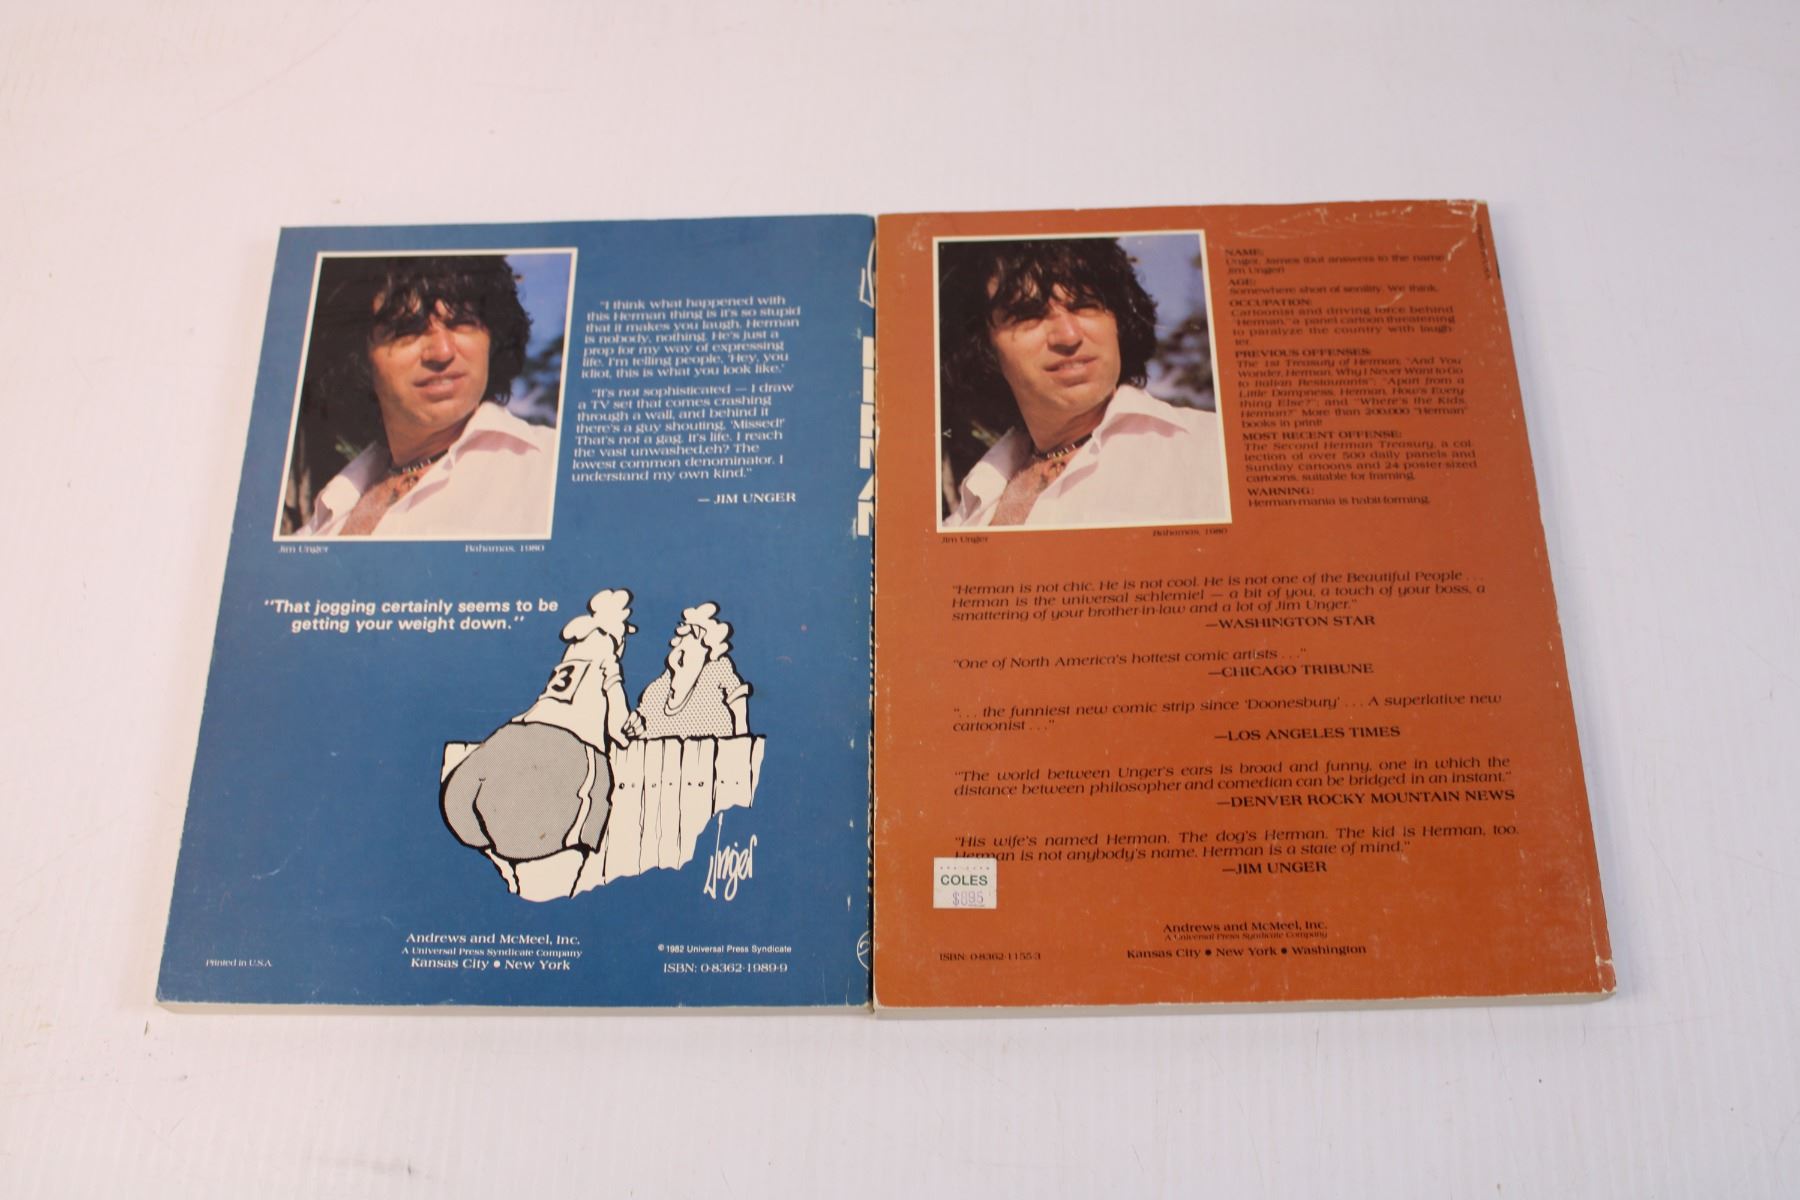 "I think what happened with
this Herman thing is it's so stupid
that it makes you laugh. Herman
is nobody, nothing. He's just a
prop for my way of expressing
life. I'm telling people, 'Hey, you
idiot, this is what you look like.'
"It's not sophisticated — I draw
a TV set that comes crashing
through a wall, and behind it
there's a guy shouting, 'Missed!'
That's not a gag. It's life. I reach
the vast unwashed,eh? The
lowest common denominator. I
understand my own kind."
— JIM UNGER
Jim Unger
Bahamas, 1980
"That jogging certainly seems to be
getting your weight down."
3
Unger
Andrews and McMeel, Inc.
A Universal Press Syndicate Company
Kansas City ● New York
Printed in U.S.A.
© 1982 Universal Press Syndicate
ISBN: 0-8362-1989-9
HERMAN
NAME:
Unger, James (but answers to the name
Jim Unger)
AGE:
Somewhere short of senility. We think.
OCCUPATION:
Cartoonist and driving force behind
"Herman," a panel cartoon threatening
to paralyze the country with laugh-
ter.
PREVIOUS OFFENSES:
The 1st Treasury of Herman; "And You
Wonder, Herman, Why I Never Want to Go
to Italian Restaurants"; "Apart from a
Little Dampness, Herman, How's Every-
thing Else?"; and "Where's the Kids,
Herman?" More than 200,000 "Herman"
books in print!
MOST RECENT OFFENSE:
The Second Herman Treasury, a col-
lection of over 500 daily panels and
Sunday cartoons and 24 poster-sized
cartoons, suitable for framing.
WARNING:
Herman-mania is habit-forming.
Jim Unger
Bahamas, 1980
"Herman is not chic. He is not cool. He is not one of the Beautiful People . . .
Herman is the universal schlemiel — a bit of you, a touch of your boss, a
smattering of your brother-in-law and a lot of Jim Unger."
—WASHINGTON STAR
"One of North America's hottest comic artists . . ."
—CHICAGO TRIBUNE
". . . the funniest new comic strip since 'Doonesbury' . . . A superlative new
cartoonist . . ."
—LOS ANGELES TIMES
"The world between Unger's ears is broad and funny, one in which the
distance between philosopher and comedian can be bridged in an instant."
—DENVER ROCKY MOUNTAIN NEWS
"His wife's named Herman. The dog's Herman. The kid is Herman, too.
Herman is not anybody's name. Herman is a state of mind."
—JIM UNGER
COLES
$8.95
Andrews and McMeel, Inc.
A Universal Press Syndicate Company
Kansas City ● New York ● Washington
ISBN: 0-8362-1155-3